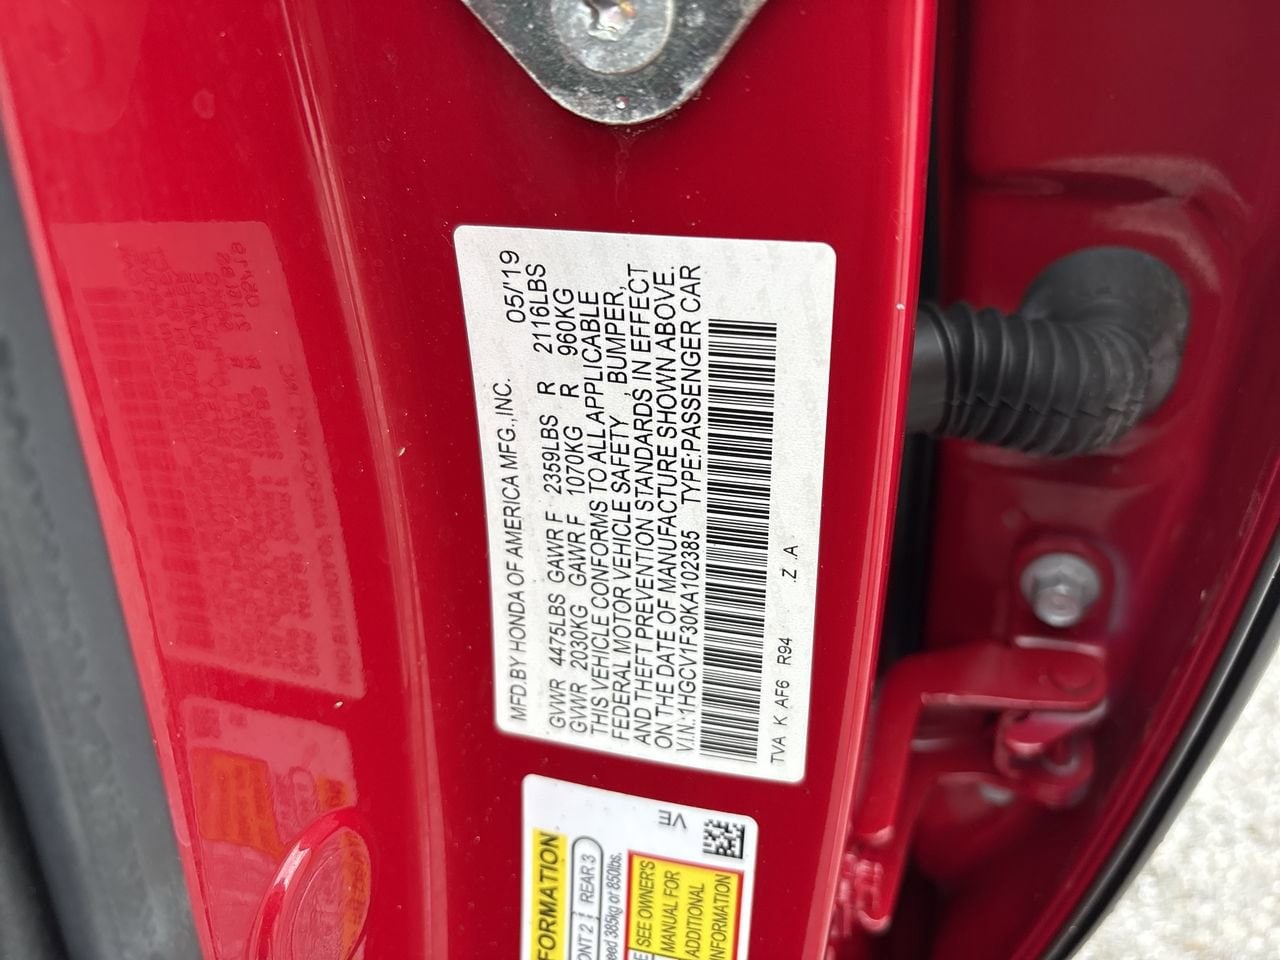 MFD.BY HONDA OF AMERICA MFG.,INC. 05/'19
GVWR 4475LBS GAWR F 2359LBS R 2116LBS
GVWR 2030KG GAWR F 1070KG R 960KG
THIS VEHICLE CONFORMS TO ALL APPLICABLE
FEDERAL MOTOR VEHICLE SAFETY , BUMPER,
AND THEFT PREVENTION STANDARDS IN EFFECT
ON THE DATE OF MANUFACTURE SHOWN ABOVE.
V.I.N.:1HGCV1F30KA102385 TYPE:PASSENGER CAR
TVA K AF6 R94 .Z .A
VE
REAR 3
385kg or 850lbs.
SEE OWNER'S
MANUAL FOR
ADDITIONAL
INFORMATION